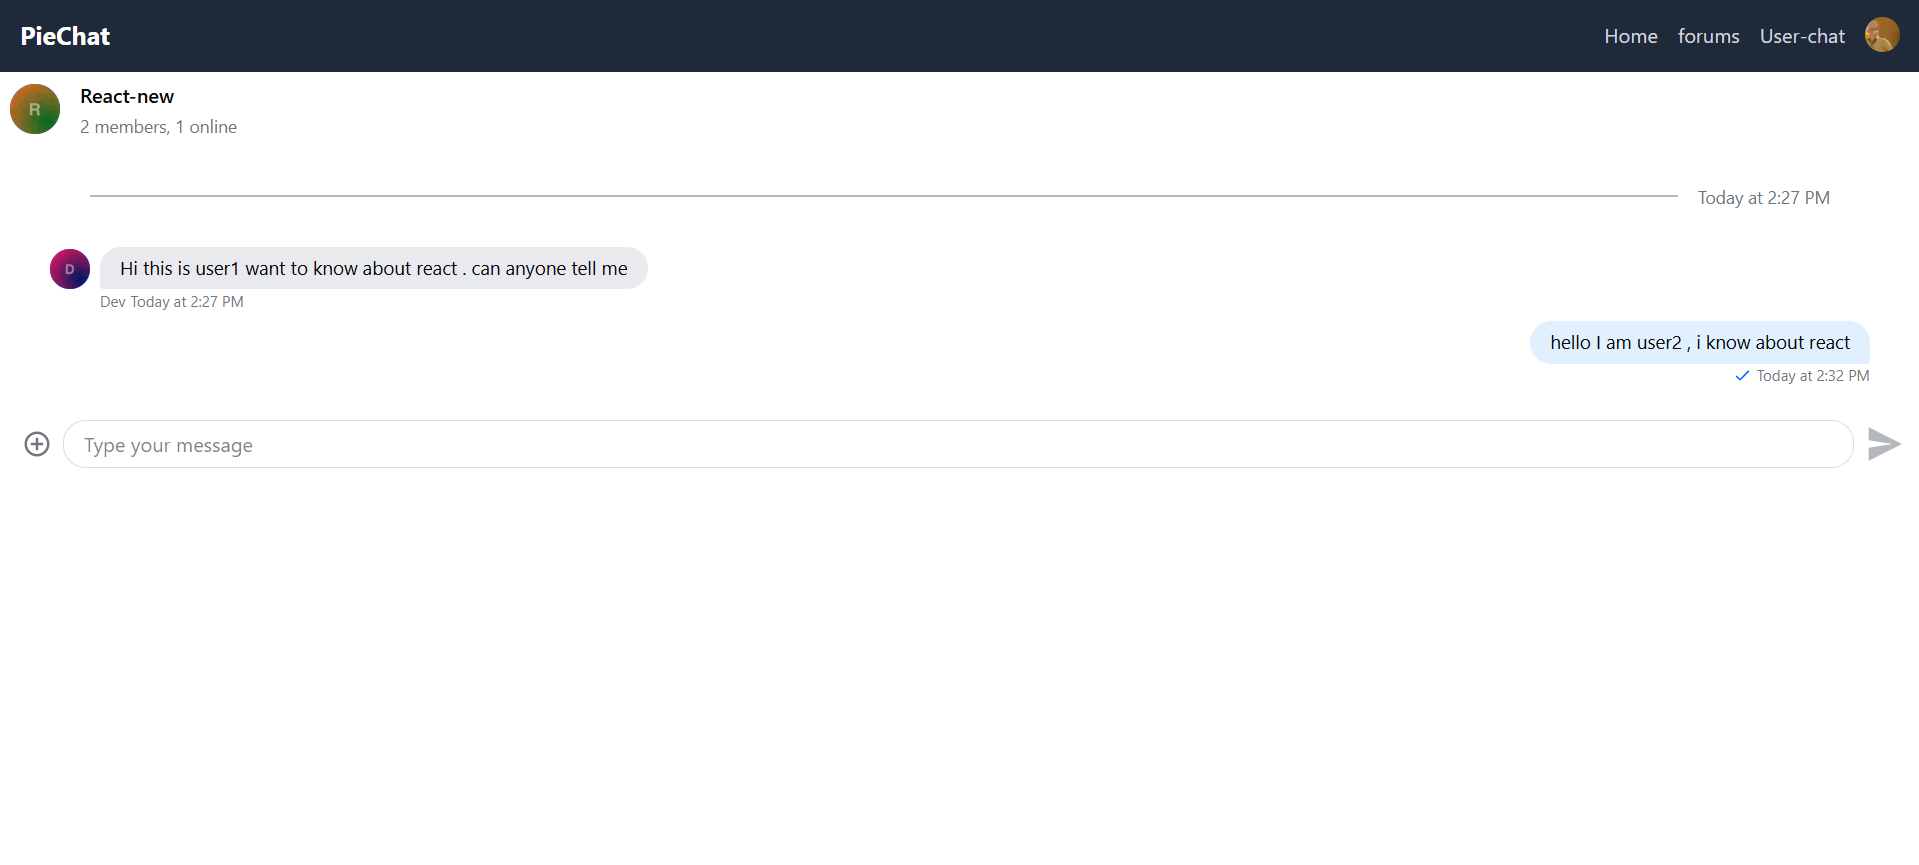 PieChat
Home forums User-chat
R
React-new
2 members, 1 online
Today at 2:27 PM
D
Hi this is user1 want to know about react . can anyone tell me
Dev Today at 2:27 PM
hello I am user2 , i know about react
Today at 2:32 PM
Type your message